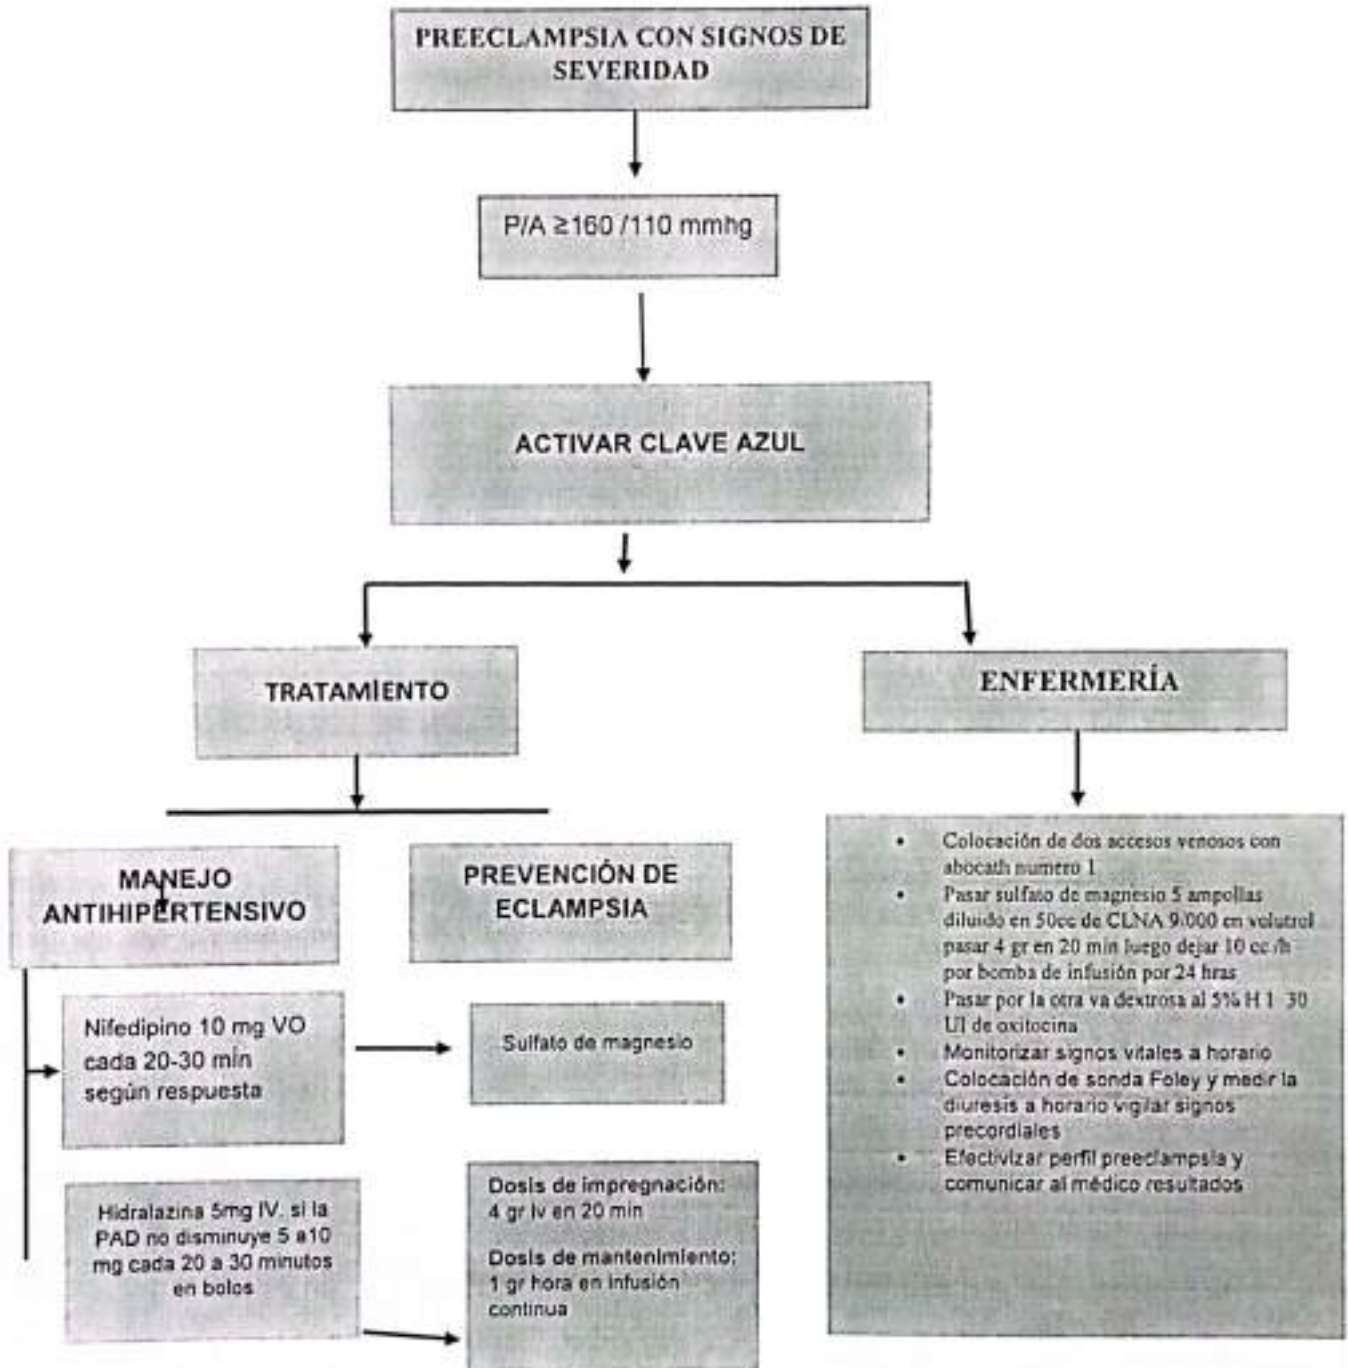 PREECLAMPSIA CON SIGNOS DE
SEVERIDAD
P/A ≥160 /110 mmhg
ACTIVAR CLAVE AZUL
TRATAMIENTO
MANEJO
ANTIHIPERTENSIVO
Nifedipino 10 mg VO
cada 20-30 min
según respuesta
Hidralazina 5mg IV. si la
PAD no disminuye 5 a10
mg cada 20 a 30 minutos
en bolos
PREVENCIÓN DE
ECLAMPSIA
Sulfato de magnesio
Dosis de impregnación:
4 gr Iv en 20 min
Dosis de mantenimiento:
1 gr hora en infusión
continua
ENFERMERÍA
• Colocación de dos accesos venosos con
abocath numero 1
• Pasar sulfato de magnesio 5 ampollas
diluido en 50cc de CLNA 9/000 en volutrol
pasar 4 gr en 20 min luego dejar 10 cc /h
por bomba de infusión por 24 hras
• Pasar por la otra va dextrosa al 5% H 1 30
UI de oxitocina
• Monitorizar signos vitales a horario
• Colocación de sonda Foley y medir la
diuresis a horario vigilar signos
precordiales
• Efectivizar perfil preeclampsia y
comunicar al médico resultados